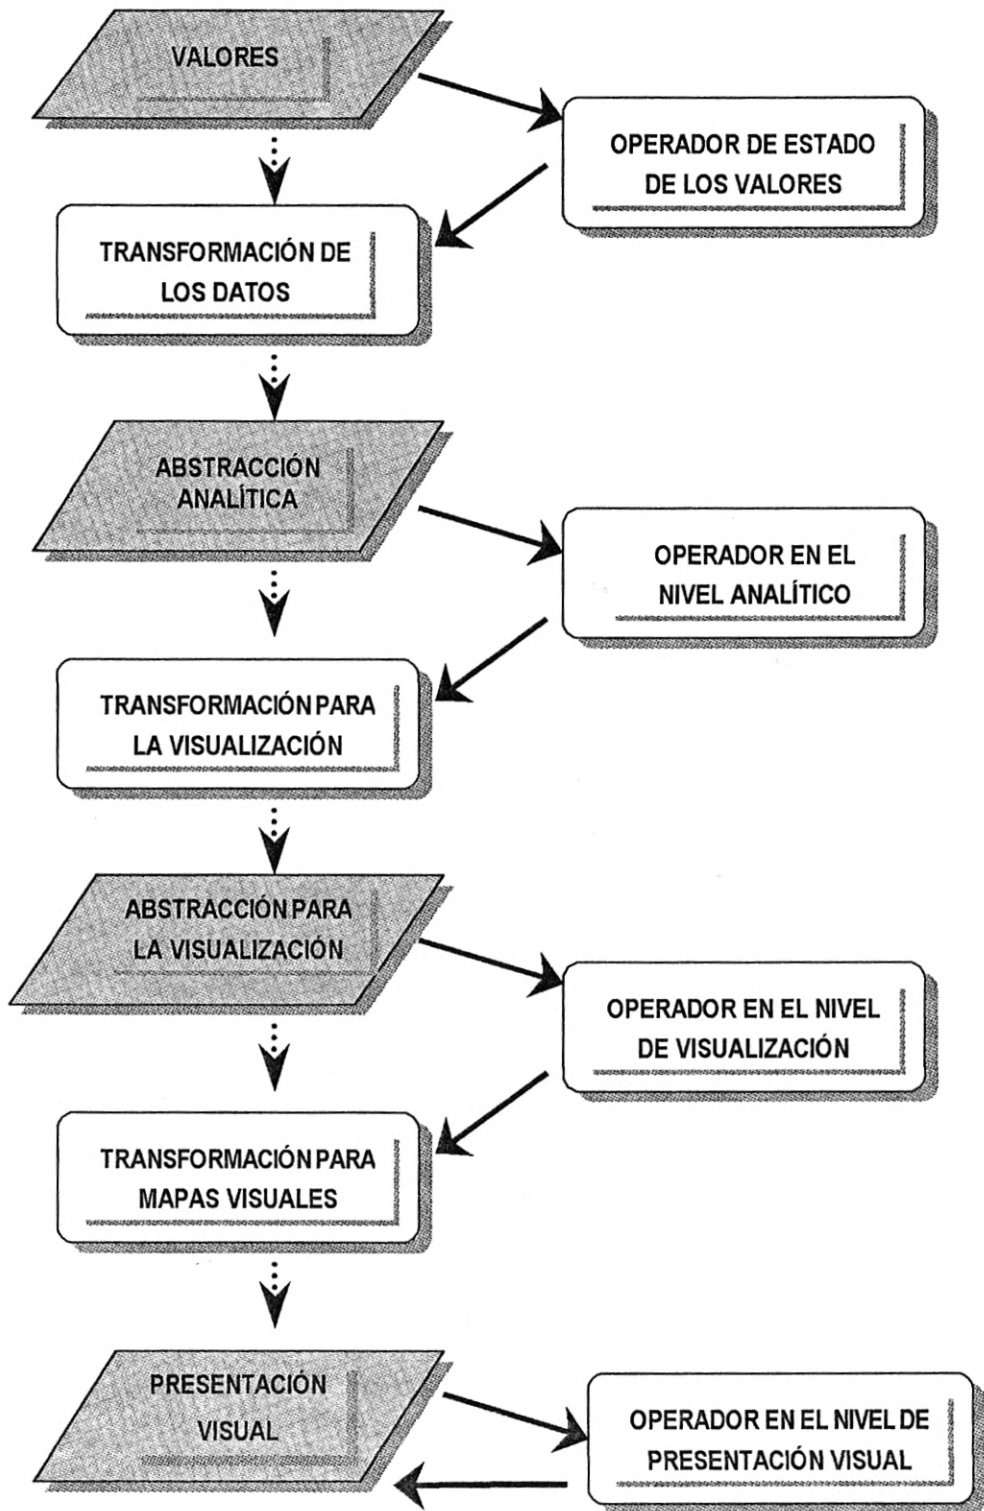 VALORES
OPERADOR DE ESTADO
DE LOS VALORES
TRANSFORMACIÓN DE
LOS DATOS
ABSTRACCIÓN
ANALÍTICA
OPERADOR EN EL
NIVEL ANALÍTICO
TRANSFORMACIÓN PARA
LA VISUALIZACIÓN
ABSTRACCIÓN PARA
LA VISUALIZACIÓN
OPERADOR EN EL NIVEL
DE VISUALIZACIÓN
TRANSFORMACIÓN PARA
MAPAS VISUALES
PRESENTACIÓN
VISUAL
OPERADOR EN EL NIVEL DE
PRESENTACIÓN VISUAL